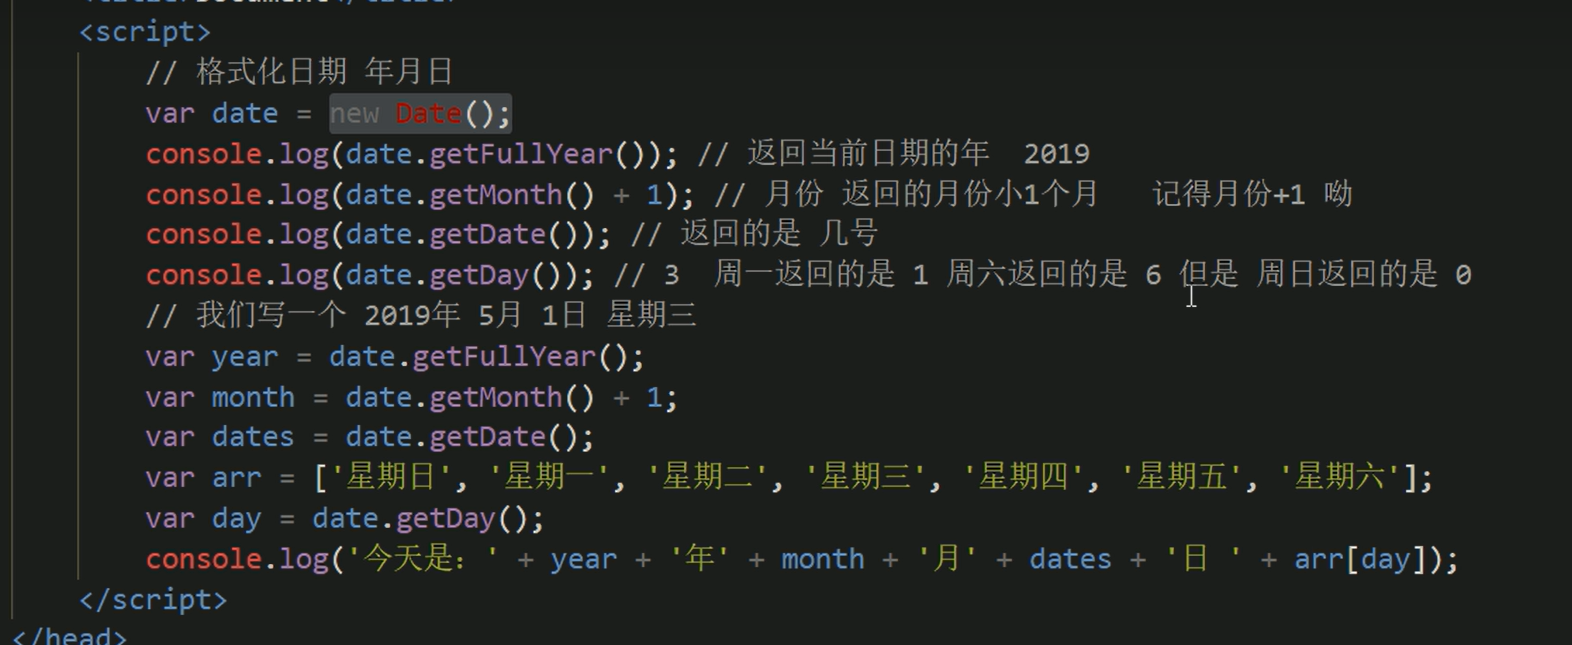 <script>
// 格式化日期 年月日
var date = new Date();
console.log(date.getFullYear()); // 返回当前日期的年  2019
console.log(date.getMonth() + 1); // 月份 返回的月份小1个月   记得月份+1 呦
console.log(date.getDate()); // 返回的是 几号
console.log(date.getDay()); // 3  周一返回的是 1 周六返回的是 6 但是 周日返回的是 0
// 我们写一个 2019年 5月 1日 星期三
var year = date.getFullYear();
var month = date.getMonth() + 1;
var dates = date.getDate();
var arr = ['星期日', '星期一', '星期二', '星期三', '星期四', '星期五', '星期六'];
var day = date.getDay();
console.log('今天是：' + year + '年' + month + '月' + dates + '日 ' + arr[day]);
</script>
</head>